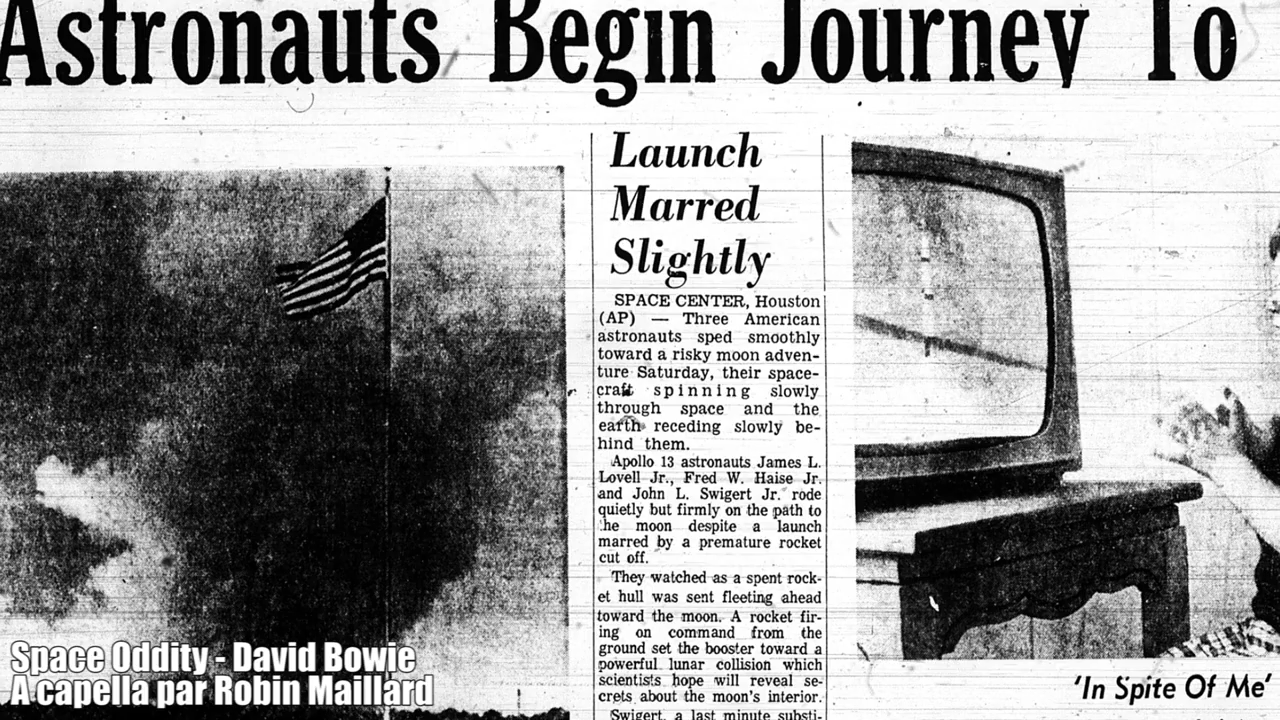 Astronauts Begin Journey To
Launch
Marred
Slightly
SPACE CENTER, Houston
(AP) — Three American
astronauts sped smoothly
toward a risky moon adven-
ture Saturday, their space-
craft spinning slowly
through space and the
earth receding slowly be-
hind them.
Apollo 13 astronauts James L.
Lovell Jr., Fred W. Haise Jr.
and John L. Swigert Jr. rode
quietly but firmly on the path to
he moon despite a launch
marred by a premature rocket
cut off.
They watched as a spent rock-
et hull was sent fleeting ahead
toward the moon. A rocket fir-
ing on command from the
ground set the booster toward a
powerful lunar collision which
scientists hope will reveal se-
crets about the moon's interior.
Swigert, a last minute substi-
'In Spite Of Me'
Space Oddity - David Bowie
A capella par Robin Maillard